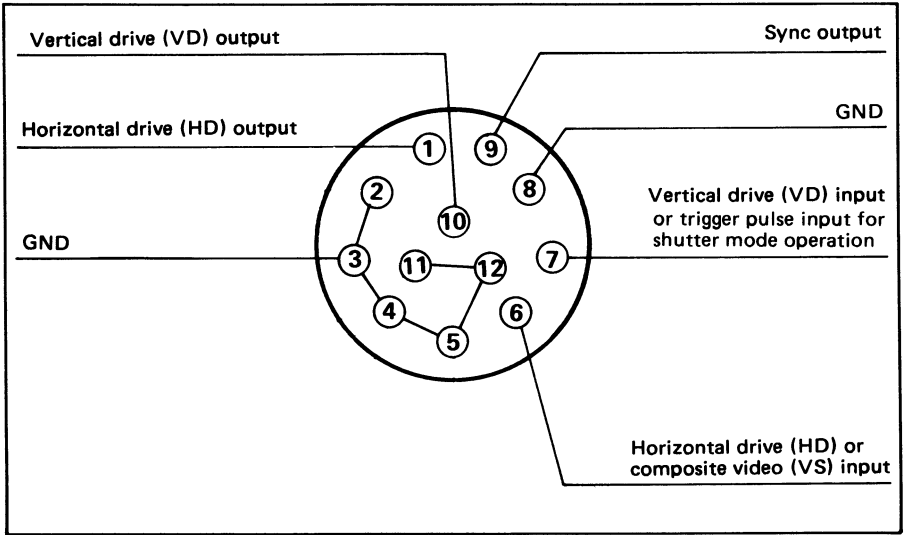 Vertical drive (VD) output
Sync output
GND
Horizontal drive (HD) output
1
9
2
8
Vertical drive (VD) input
or trigger pulse input for
shutter mode operation
10
GND
3
11
12
7
4
6
5
Horizontal drive (HD) or
composite video (VS) input